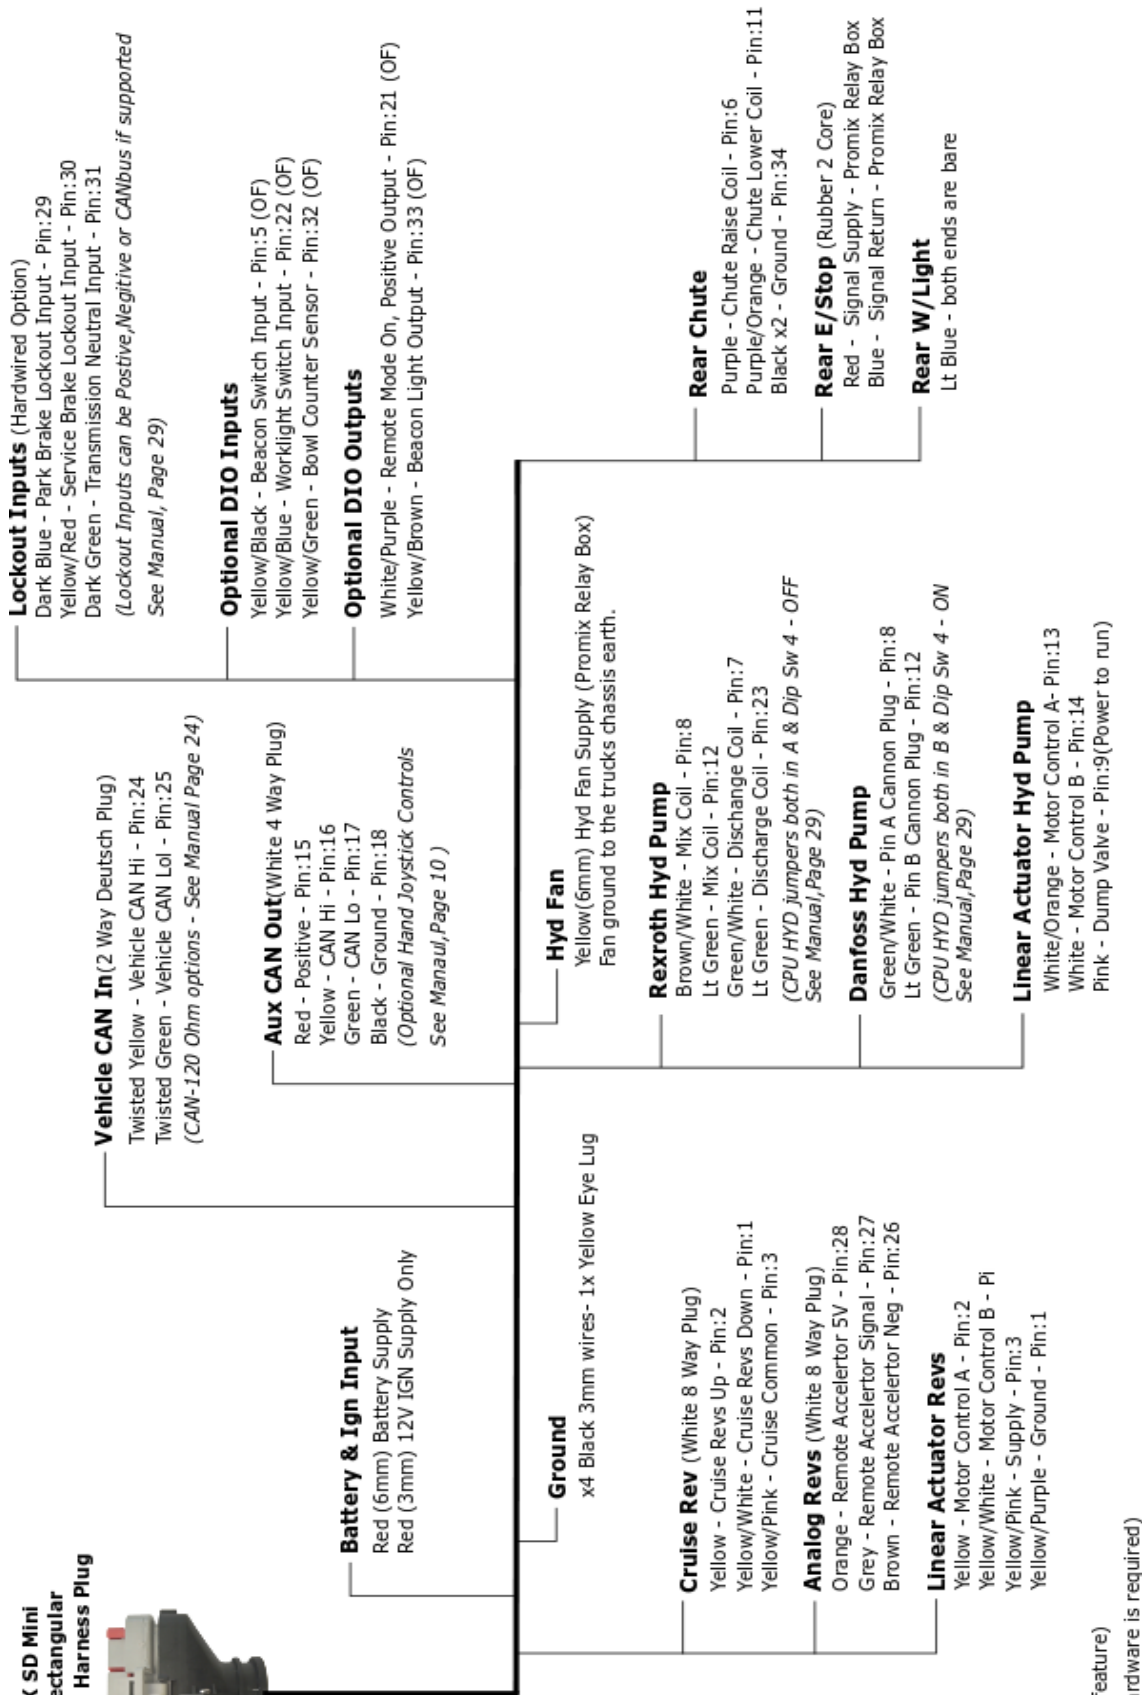 K SD Mini
ectangular
Harness Plug
Battery & Ign Input
Red (6mm) Battery Supply
Red (3mm) 12V IGN Supply Only
Vehicle CAN In(2 Way Deutsch Plug)
Twisted Yellow - Vehicle CAN Hi - Pin:24
Twisted Green - Vehicle CAN Lol - Pin:25
(CAN-120 Ohm options - See Manual Page 24)
Aux CAN Out(White 4 Way Plug)
Red - Positive - Pin:15
Yellow - CAN Hi - Pin:16
Green - CAN Lo - Pin:17
Black - Ground - Pin:18
(Optional Hand Joystick Controls
See Manaul,Page 10 )
Lockout Inputs (Hardwired Option)
Dark Blue - Park Brake Lockout Input - Pin:29
Yellow/Red - Service Brake Lockout Input - Pin:30
Dark Green - Transmission Neutral Input - Pin:31
(Lockout Inputs can be Postive,Negitive or CANbus if supported
See Manual, Page 29)
Optional DIO Inputs
Yellow/Black - Beacon Switch Input - Pin:5 (OF)
Yellow/Blue - Worklight Switch Input - Pin:22 (OF)
Yellow/Green - Bowl Counter Sensor - Pin:32 (OF)
Optional DIO Outputs
White/Purple - Remote Mode On, Positive Output - Pin:21 (OF)
Yellow/Brown - Beacon Light Output - Pin:33 (OF)
Ground
x4 Black 3mm wires- 1x Yellow Eye Lug
Hyd Fan
Yellow(6mm) Hyd Fan Supply (Promix Relay Box)
Fan ground to the trucks chassis earth.
Cruise Rev (White 8 Way Plug)
Yellow - Cruise Revs Up - Pin:2
Yellow/White - Cruise Revs Down - Pin:1
Yellow/Pink - Cruise Common - Pin:3
Analog Revs (White 8 Way Plug)
Orange - Remote Accelertor 5V - Pin:28
Grey - Remote Accelertor Signal - Pin:27
Brown - Remote Accelertor Neg - Pin:26
Linear Actuator Revs
Yellow - Motor Control A - Pin:2
Yellow/White - Motor Control B - Pi
Yellow/Pink - Supply - Pin:3
Yellow/Purple - Ground - Pin:1
Rexroth Hyd Pump
Brown/White - Mix Coil - Pin:8
Lt Green - Mix Coil - Pin:12
Green/White - Dischange Coil - Pin:7
Lt Green - Discharge Coil - Pin:23
(CPU HYD jumpers both in A & Dip Sw 4 - OFF
See Manual,Page 29)
Danfoss Hyd Pump
Green/White - Pin A Cannon Plug - Pin:8
Lt Green - Pin B Cannon Plug - Pin:12
(CPU HYD jumpers both in B & Dip Sw 4 - ON
See Manual,Page 29)
Linear Actuator Hyd Pump
White/Orange - Motor Control A- Pin:13
White - Motor Control B - Pin:14
Pink - Dump Valve - Pin:9(Power to run)
Rear Chute
Purple - Chute Raise Coil - Pin:6
Purple/Orange - Chute Lower Coil - Pin:11
Black x2 - Ground - Pin:34
Rear E/Stop (Rubber 2 Core)
Red - Signal Supply - Promix Relay Box
Blue - Signal Return - Promix Relay Box
Rear W/Light
Lt Blue - both ends are bare
eature)
rdware is required)